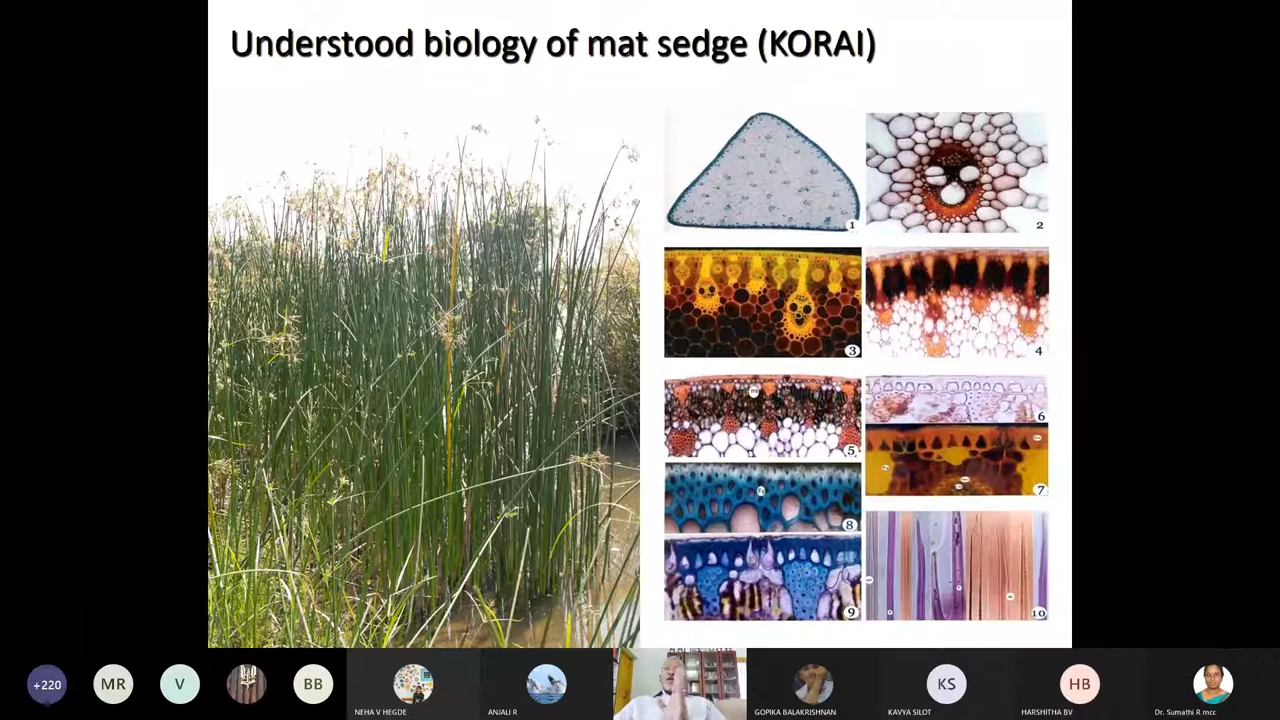 Understood biology of mat sedge (KORAI)
1
2
3
4
5
6
7
8
9
10
+220
MR
V
BB
KS
HB
NEHA V HEGDE
ANJALI R
GOPIKA BALAKRISHNAN
KAVYA SILOT
HARSHITHA BV
Dr. Sumathi R mcc